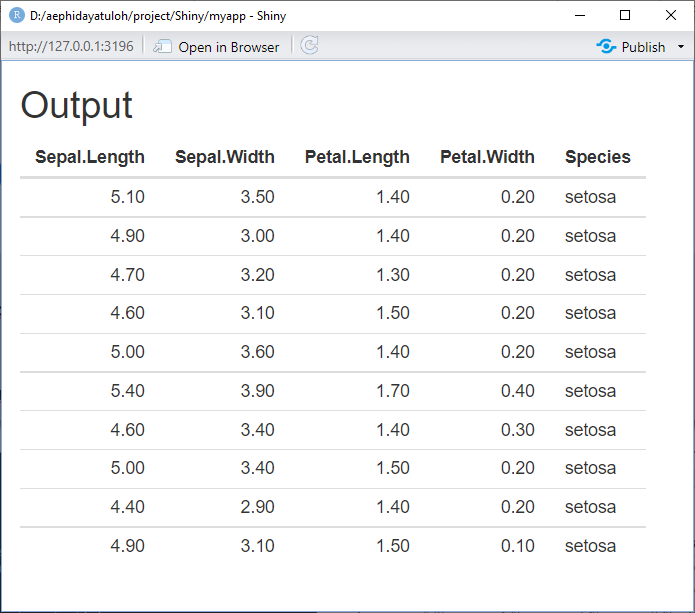 R D:/aephidayatuloh/project/Shiny/myapp - Shiny
http://127.0.0.1:3196 Open in Browser Publish
Output
Sepal.Length Sepal.Width Petal.Length Petal.Width Species
5.10 3.50 1.40 0.20 setosa
4.90 3.00 1.40 0.20 setosa
4.70 3.20 1.30 0.20 setosa
4.60 3.10 1.50 0.20 setosa
5.00 3.60 1.40 0.20 setosa
5.40 3.90 1.70 0.40 setosa
4.60 3.40 1.40 0.30 setosa
5.00 3.40 1.50 0.20 setosa
4.40 2.90 1.40 0.20 setosa
4.90 3.10 1.50 0.10 setosa